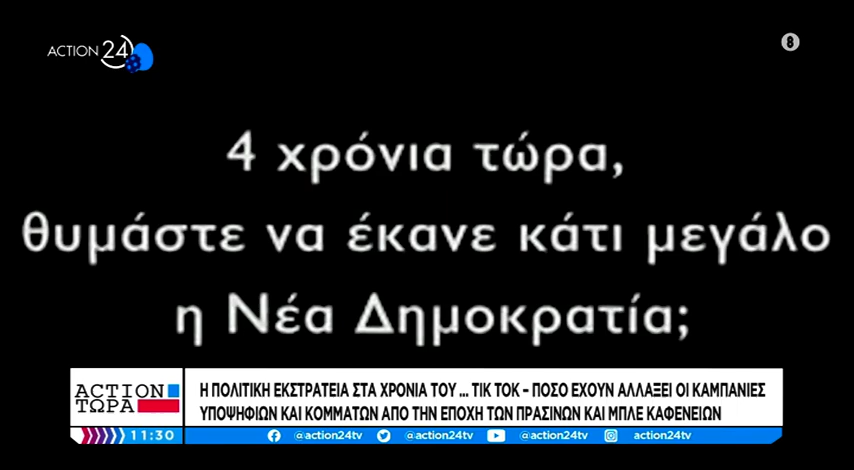 ACTION 24
8
4 χρόνια τώρα,
θυμάστε να έκανε κάτι μεγάλο
η Νέα Δημοκρατία;
ACTION
ΤΩΡΑ
Η ΠΟΛΙΤΙΚΗ ΕΚΣΤΡΑΤΕΙΑ ΣΤΑ ΧΡΟΝΙΑ ΤΟΥ ... ΤΙΚ ΤΟΚ - ΠΟΣΟ ΕΧΟΥΝ ΑΛΛΑΞΕΙ ΟΙ ΚΑΜΠΑΝΙΕΣ
ΥΠΟΨΗΦΙΩΝ ΚΑΙ ΚΟΜΜΑΤΩΝ ΑΠΟ ΤΗΝ ΕΠΟΧΗ ΤΩΝ ΠΡΑΣΙΝΩΝ ΚΑΙ ΜΠΛΕ ΚΑΦΕΝΕΙΩΝ
11:30 @action24tv @action24tv @action24tv action24tv